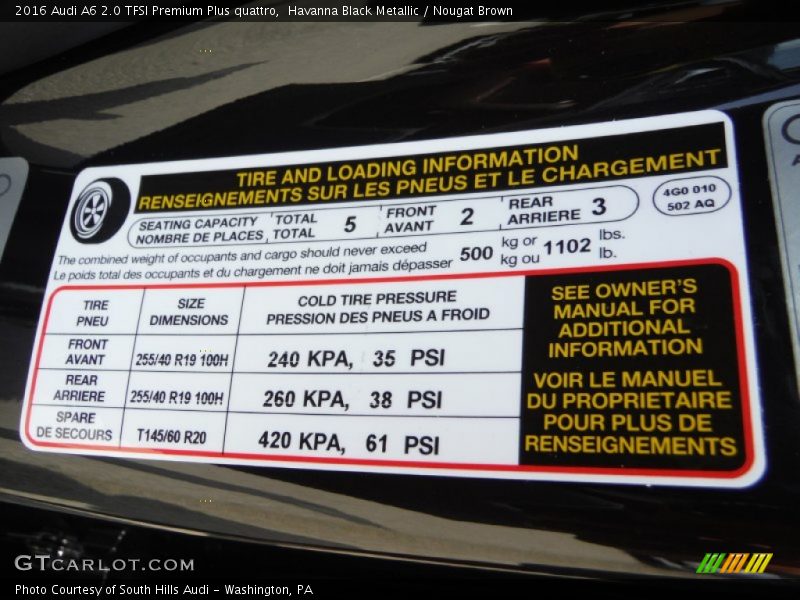 2016 Audi A6 2.0 TFSI Premium Plus quattro, Havanna Black Metallic / Nougat Brown
TIRE AND LOADING INFORMATION
RENSEIGNEMENTS SUR LES PNEUS ET LE CHARGEMENT
SEATING CAPACITY TOTAL 5 FRONT 2 REAR 3
NOMBRE DE PLACES TOTAL AVANT ARRIERE
4G0 010
502 AQ
The combined weight of occupants and cargo should never exceed 500 kg or 1102 lbs.
Le poids total des occupants et du chargement ne doit jamais dépasser kg ou lb.
TIRE SIZE COLD TIRE PRESSURE
PNEU DIMENSIONS PRESSION DES PNEUS A FROID
FRONT
AVANT 255/40 R19 100H 240 KPA, 35 PSI
REAR
ARRIERE 255/40 R19 100H 260 KPA, 38 PSI
SPARE
DE SECOURS T145/60 R20 420 KPA, 61 PSI
SEE OWNER'S
MANUAL FOR
ADDITIONAL
INFORMATION
VOIR LE MANUEL
DU PROPRIETAIRE
POUR PLUS DE
RENSEIGNEMENTS
GTCARLOT.COM
Photo Courtesy of South Hills Audi - Washington, PA